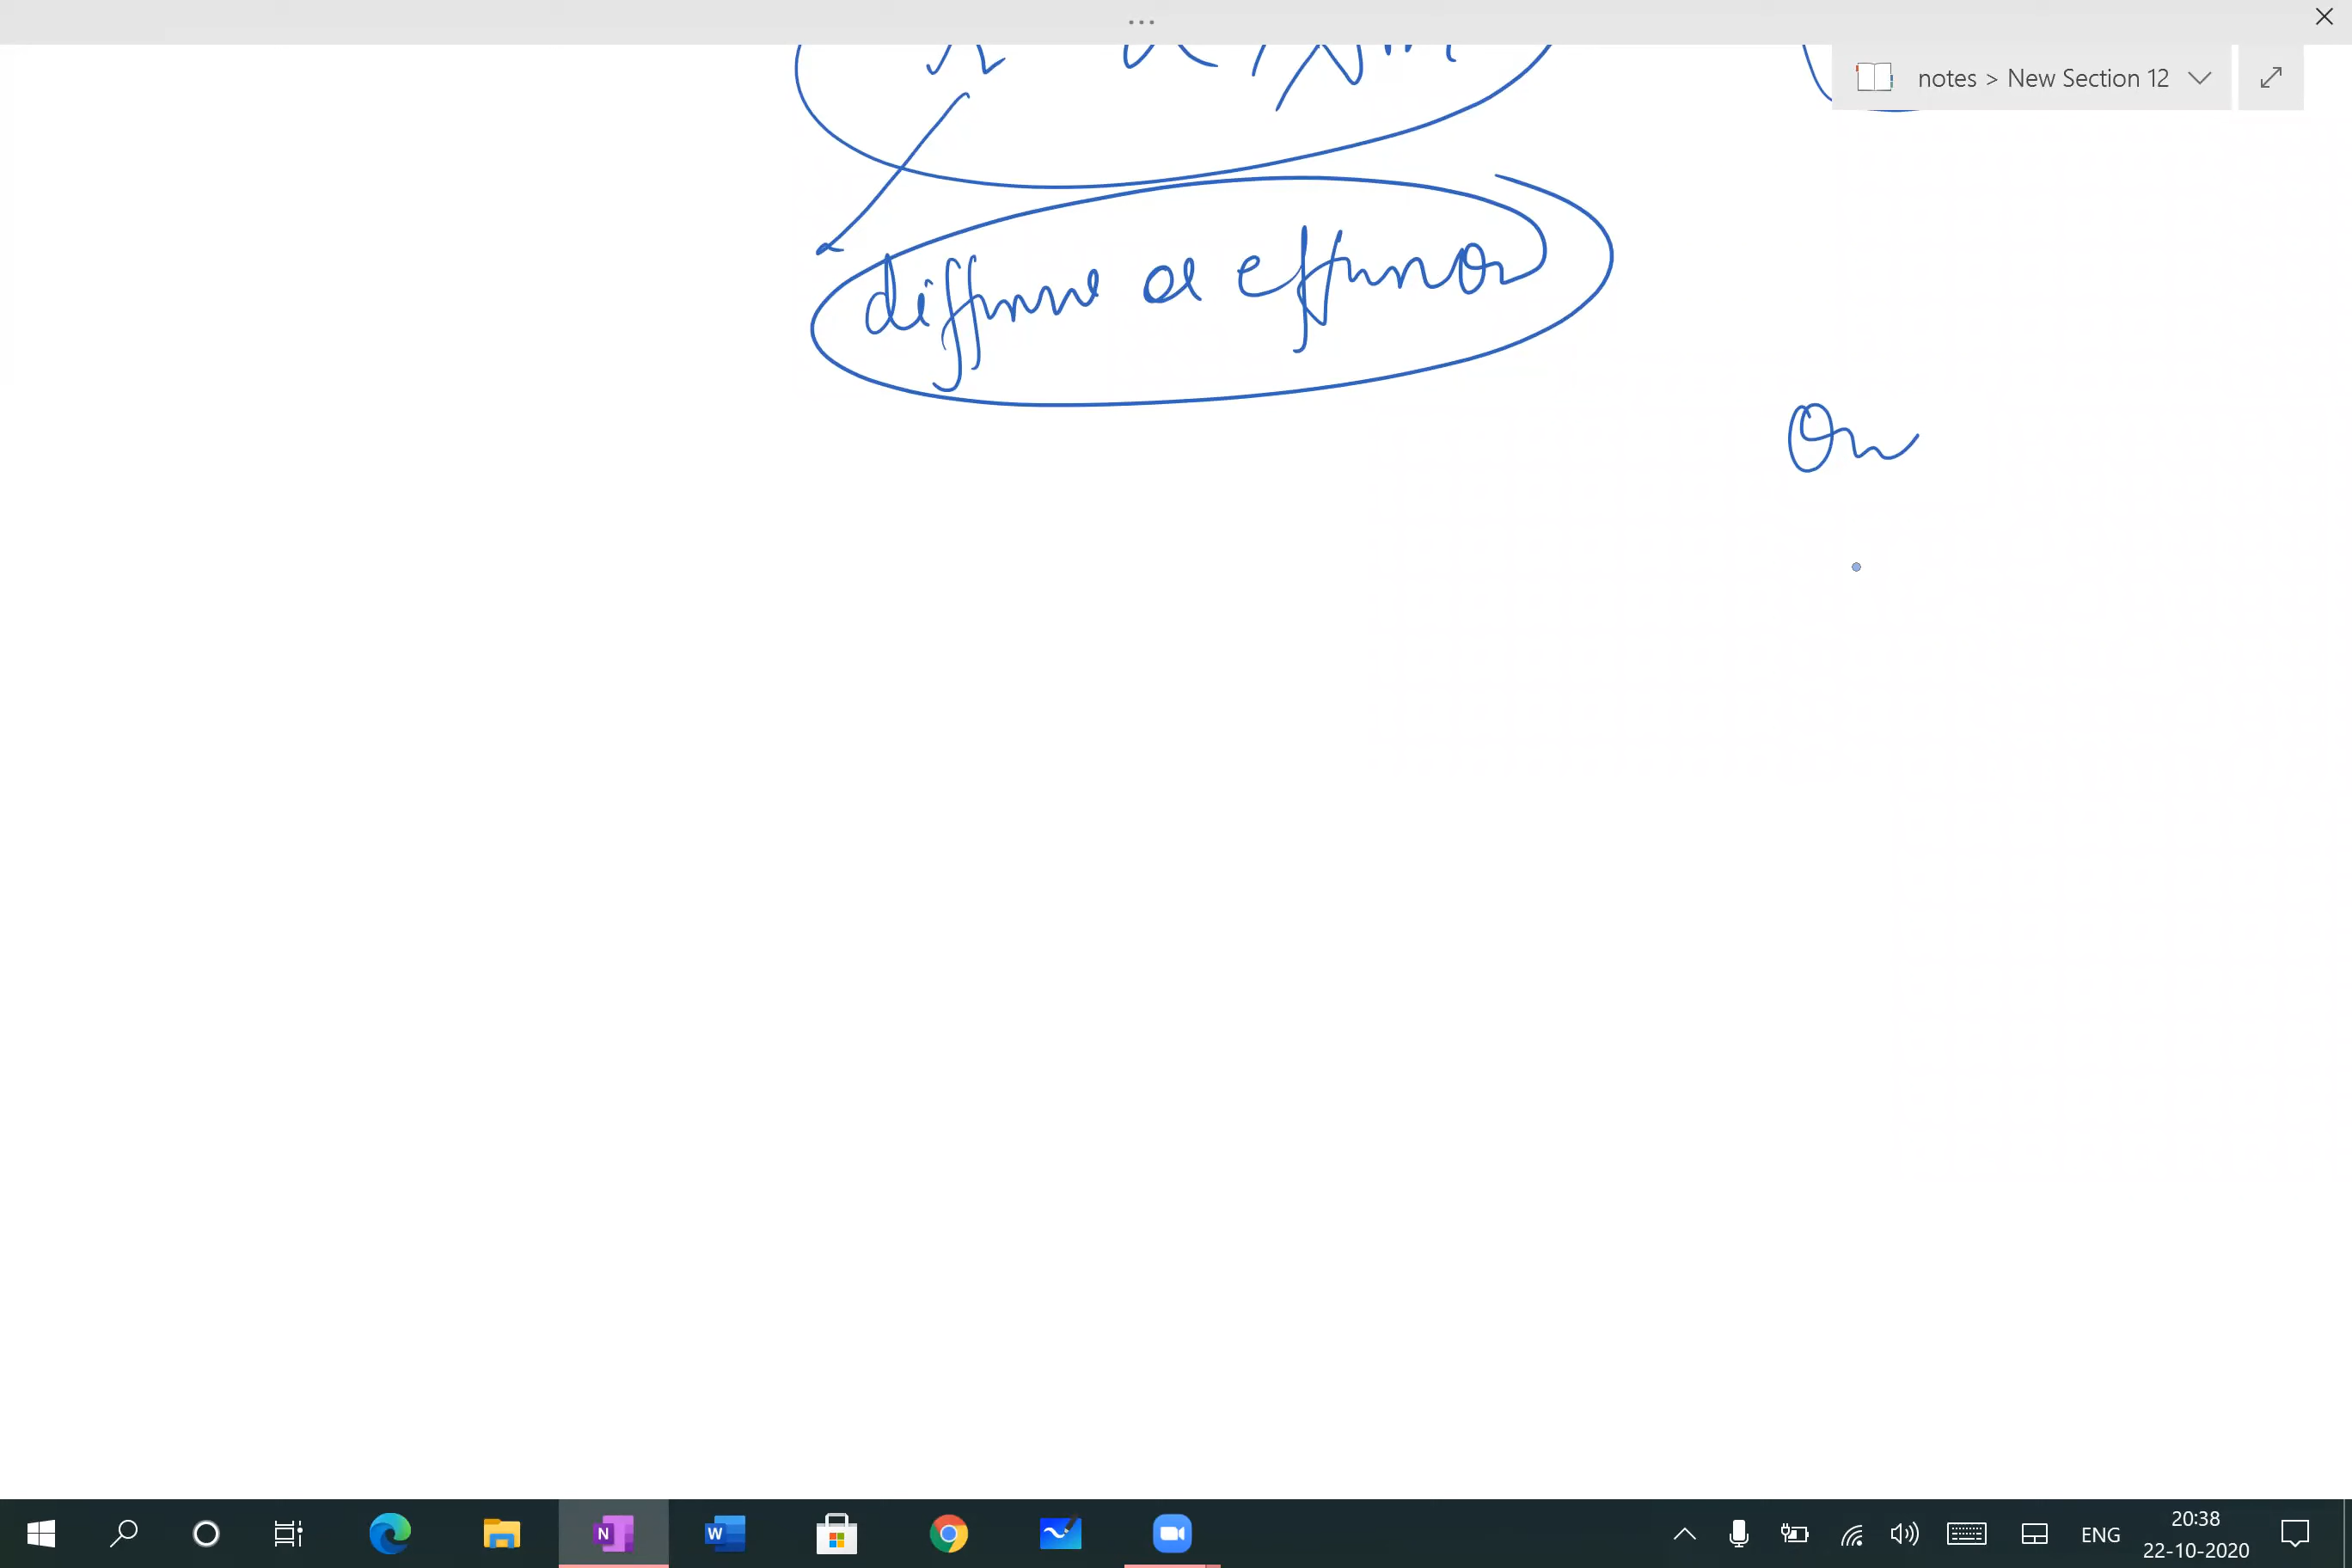 notes > New Section 12
diffusion or effusion
On
ENG
20:38
22-10-2020